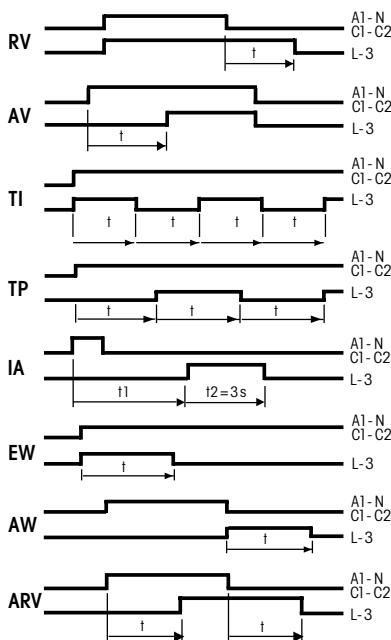 RV
A1-N
C1-C2
L-3
t
AV
A1-N
C1-C2
L-3
t
TI
A1-N
C1-C2
L-3
t t t t
TP
A1-N
C1-C2
L-3
t t t
IA
A1-N
C1-C2
L-3
t1 t2=3s
EW
A1-N
C1-C2
L-3
t
AW
A1-N
C1-C2
L-3
t
ARV
A1-N
C1-C2
L-3
t t